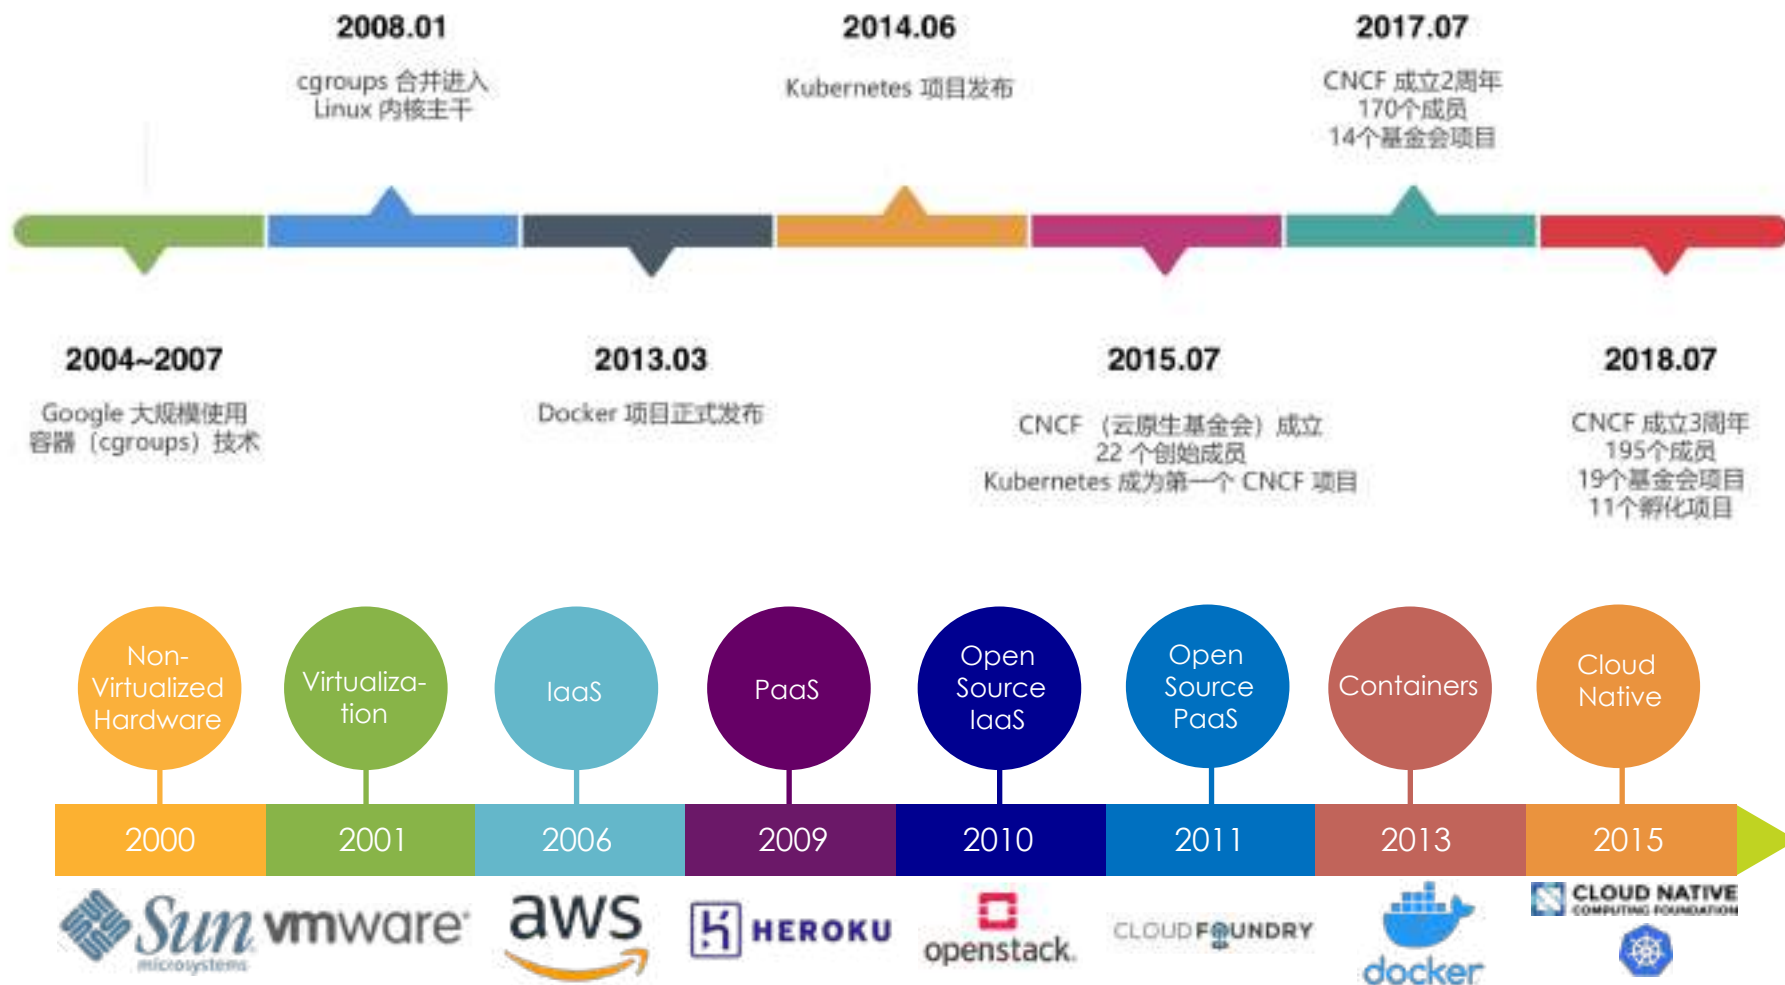 2008.01
cgroups 合并进入
Linux 内核主干
2014.06
Kubernetes 项目发布
2017.07
CNCF 成立2周年
170个成员
14个基金会项目
2004~2007
Google 大规模使用
容器（cgroups）技术
2013.03
Docker 项目正式发布
2015.07
CNCF （云原生基金会）成立
22 个创始成员
Kubernetes 成为第一个 CNCF 项目
2018.07
CNCF 成立3周年
195个成员
19个基金会项目
11个孵化项目
Non-
Virtualized
Hardware
Virtualiza-
tion
IaaS
PaaS
Open
Source
IaaS
Open
Source
PaaS
Containers
Cloud
Native
2000
2001
2006
2009
2010
2011
2013
2015
Sun
microsystems
vmware
aws
HEROKU
openstack.
CLOUD FOUNDRY
docker
CLOUD NATIVE
COMPUTING FOUNDATION